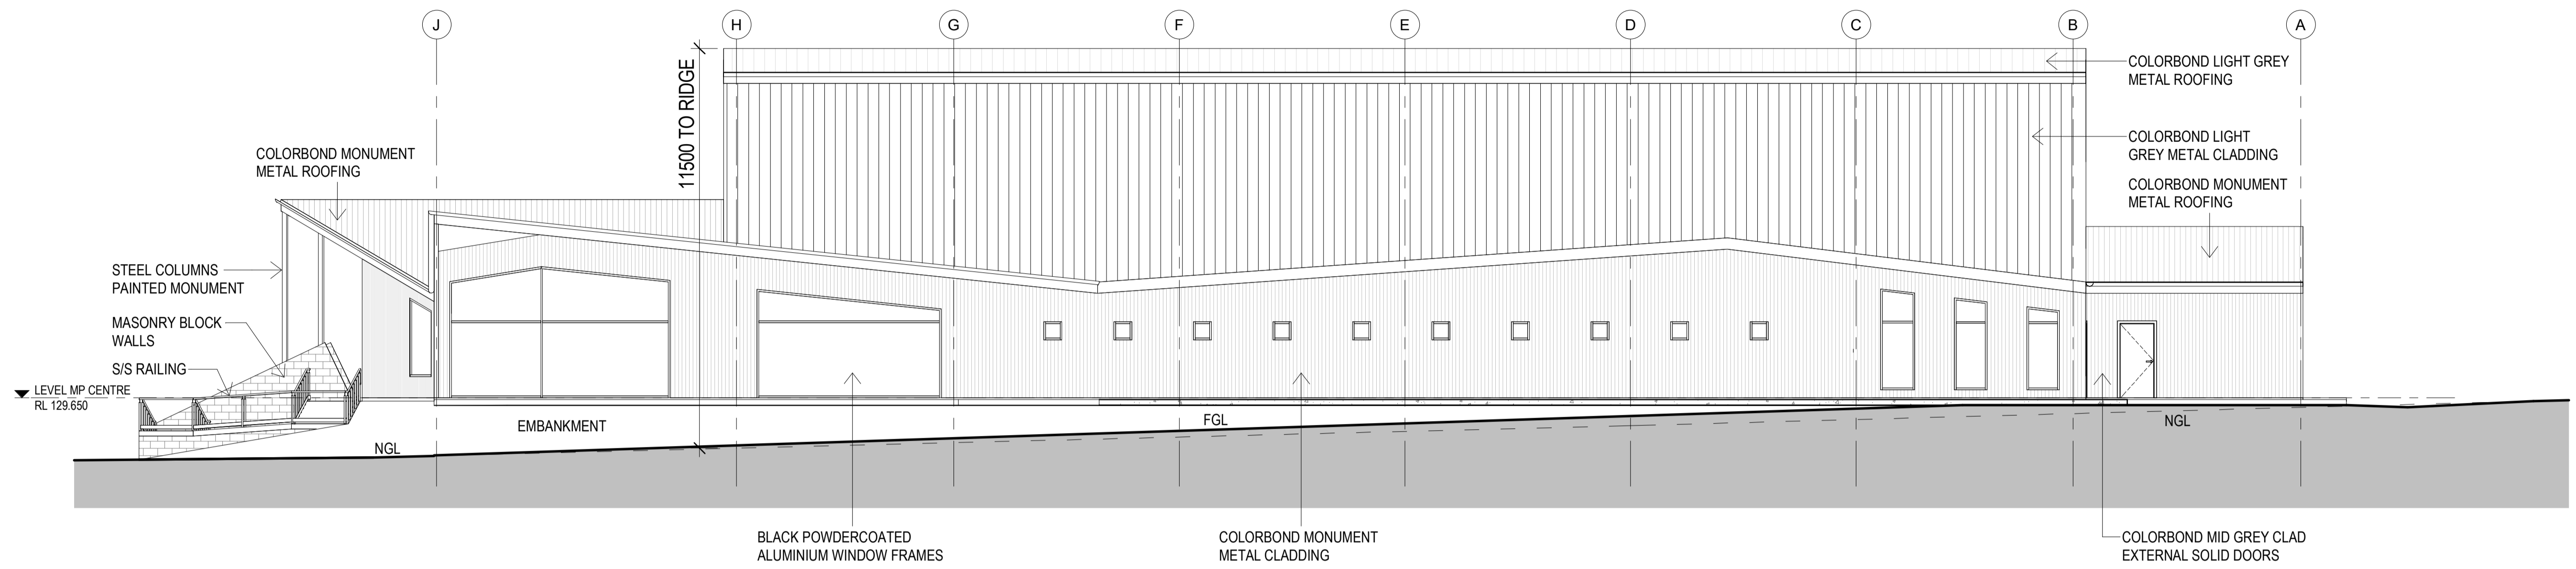 J
H
G
F
E
D
C
B
A
11500 TO RIDGE
COLORBOND LIGHT GREY
METAL ROOFING
COLORBOND LIGHT
GREY METAL CLADDING
COLORBOND MONUMENT
METAL ROOFING
COLORBOND MONUMENT
METAL ROOFING
STEEL COLUMNS
PAINTED MONUMENT
MASONRY BLOCK
WALLS
S/S RAILING
LEVEL MP CENTRE
RL 129.650
EMBANKMENT
NGL
FGL
NGL
BLACK POWDERCOATED
ALUMINIUM WINDOW FRAMES
COLORBOND MONUMENT
METAL CLADDING
COLORBOND MID GREY CLAD
EXTERNAL SOLID DOORS